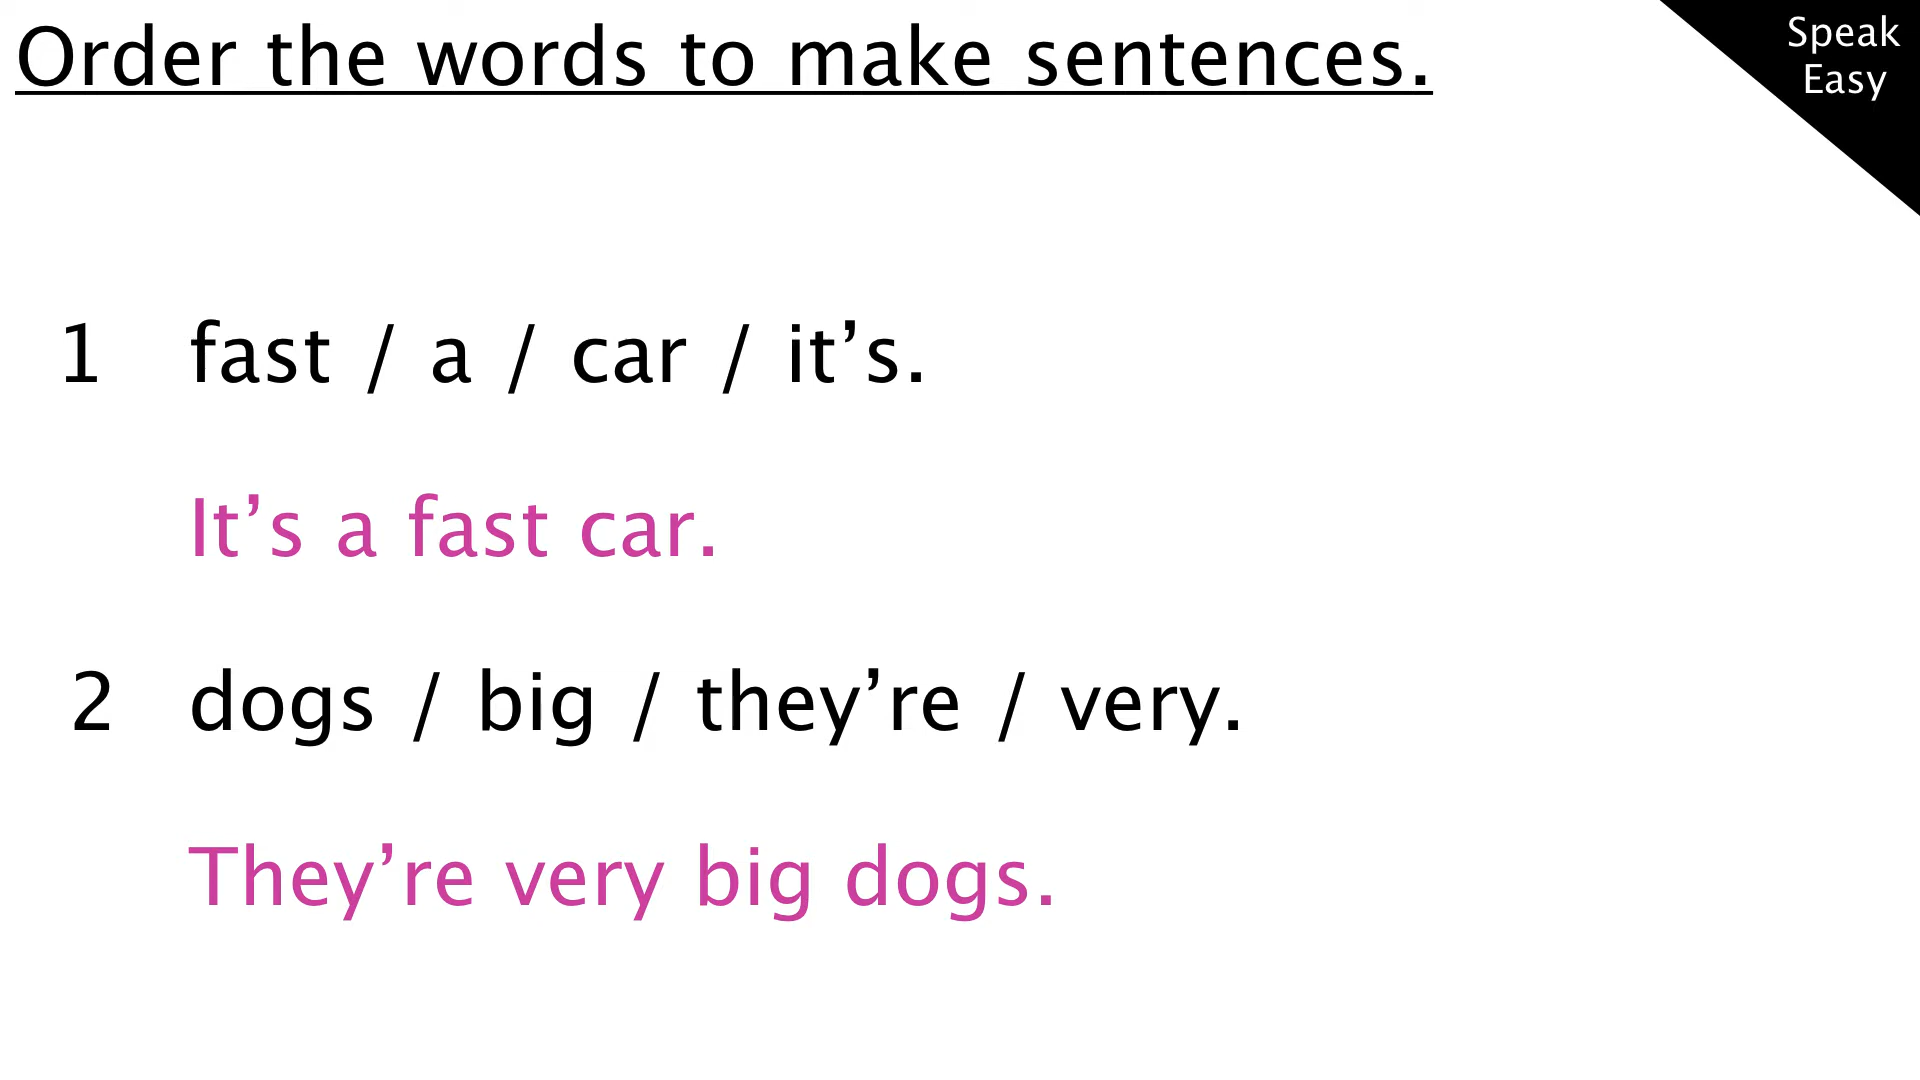 Order the words to make sentences.
Speak
Easy
1 fast / a / car / it’s.
It’s a fast car.
2 dogs / big / they’re / very.
They’re very big dogs.